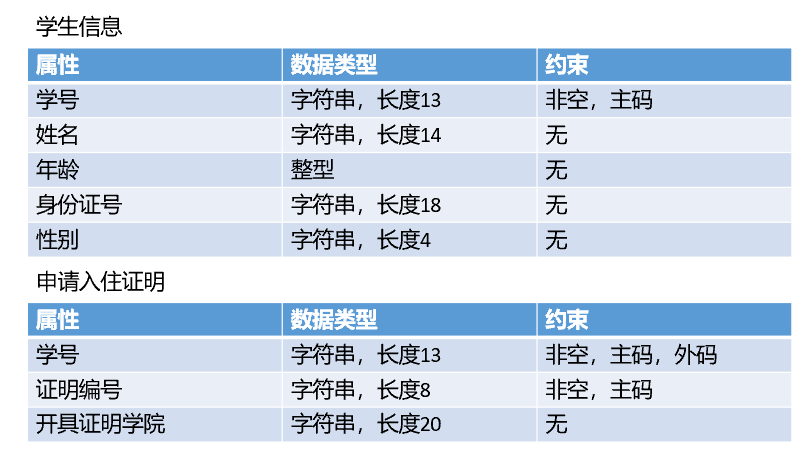 学生信息
属性 数据类型 约束
学号 字符串，长度13 非空，主码
姓名 字符串，长度14 无
年龄 整型 无
身份证号 字符串，长度18 无
性别 字符串，长度4 无
申请入住证明
属性 数据类型 约束
学号 字符串，长度13 非空，主码，外码
证明编号 字符串，长度8 非空，主码
开具证明学院 字符串，长度20 无